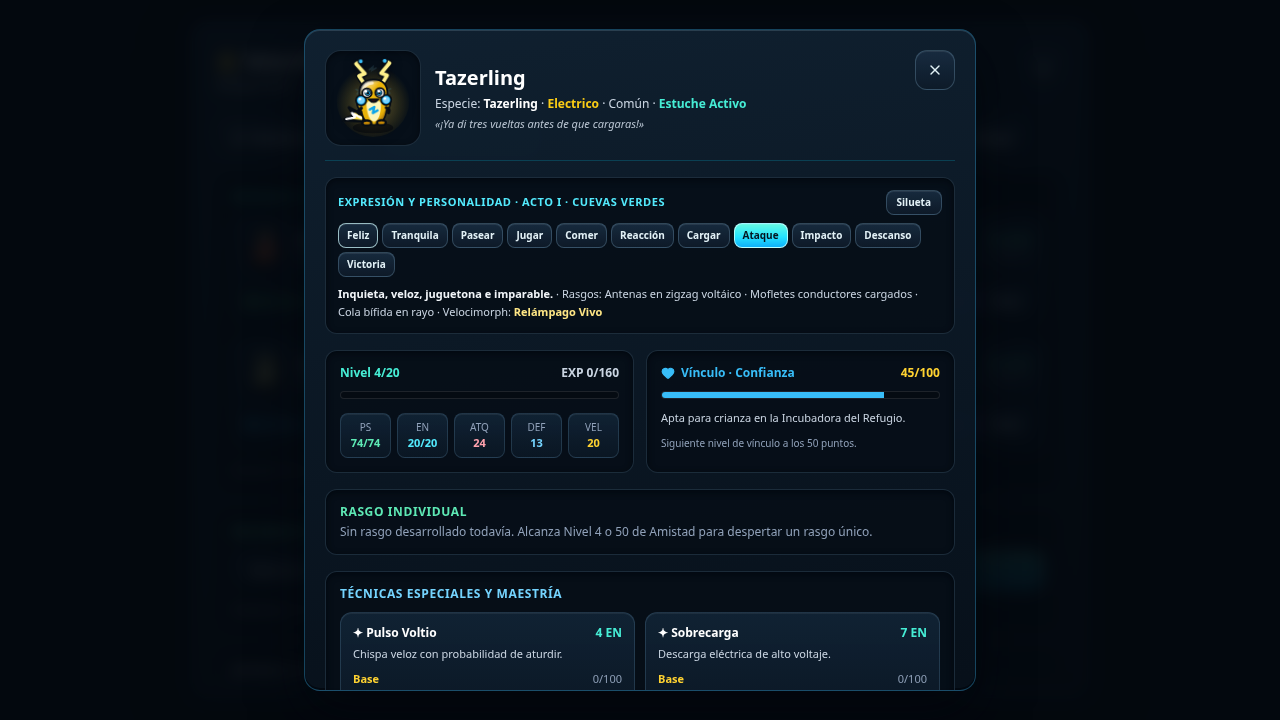 Tazerling
Especie: Tazerling · Electrico · Común · Estuche Activo
«¡Ya di tres vueltas antes de que cargaras!»
EXPRESIÓN Y PERSONALIDAD · ACTO I · CUEVAS VERDES
Silueta
Feliz Tranquila Pasear Jugar Comer Reacción Cargar Ataque Impacto Descanso
Victoria
Inquieta, veloz, juguetona e imparable. · Rasgos: Antenas en zigzag voltáico · Mofletes conductores cargados ·
Cola bífida en rayo · Velocimorph: Relámpago Vivo
Nivel 4/20 EXP 0/160
PS EN ATQ DEF VEL
74/74 20/20 24 13 20
Vínculo · Confianza 45/100
Apta para crianza en la Incubadora del Refugio.
Siguiente nivel de vínculo a los 50 puntos.
RASGO INDIVIDUAL
Sin rasgo desarrollado todavía. Alcanza Nivel 4 o 50 de Amistad para despertar un rasgo único.
TÉCNICAS ESPECIALES Y MAESTRÍA
✦ Pulso Voltio 4 EN
Chispa veloz con probabilidad de aturdir.
Base 0/100
✦ Sobrecarga 7 EN
Descarga eléctrica de alto voltaje.
Base 0/100